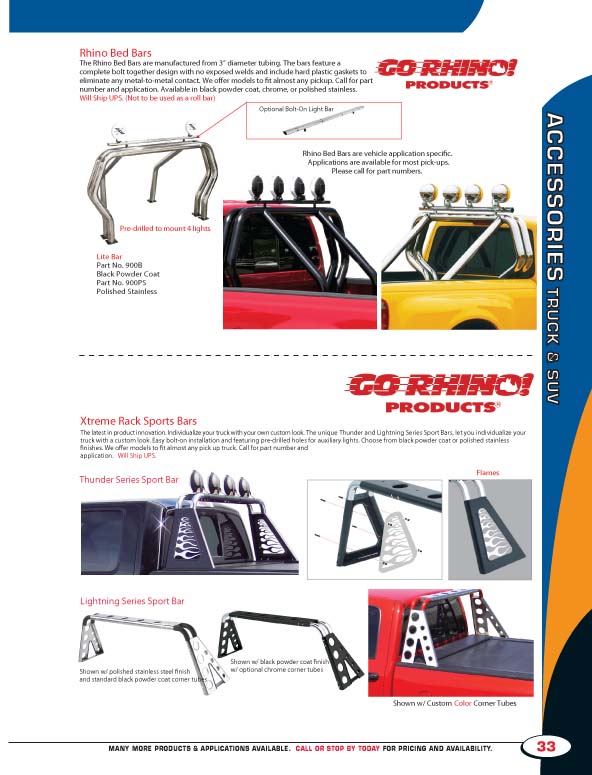 Rhino Bed Bars
The Rhino Bed Bars are manufactured from 3" diameter tubing. The bars feature a
complete bolt together design with no exposed welds and include hard plastic gaskets to
eliminate any metal-to-metal contact. We offer models to fit almost any pickup. Call for part
number and application. Available in black powder coat, chrome, or polished stainless.
Will Ship UPS. (Not to be used as a roll bar)
GO RHINO!
PRODUCTS®
Optional Bolt-On Light Bar
Rhino Bed Bars are vehicle application specific.
Applications are available for most pick-ups.
Please call for part numbers.
Pre-drilled to mount 4 lights
Lite Bar
Part No. 900B
Black Powder Coat
Part No. 900PS
Polished Stainless
ACCESSORIES TRUCK & SUV
GO RHINO!
PRODUCTS®
Xtreme Rack Sports Bars
The latest in product innovation. Individualize your truck with your own custom look. The unique Thunder and Lightning Series Sport Bars, let you individualize your
truck with a custom look. Easy bolt-on installation and featuring pre-drilled holes for auxiliary lights. Choose from black powder coat or polished stainless
finishes. We offer models to fit almost any pick up truck. Call for part number and
application. Will Ship UPS.
Thunder Series Sport Bar
Flames
Lightning Series Sport Bar
Shown w/ polished stainless steel finish
and standard black powder coat corner tubes
Shown w/ black powder coat finish
w/ optional chrome corner tubes
Shown w/ Custom Color Corner Tubes
MANY MORE PRODUCTS & APPLICATIONS AVAILABLE. CALL OR STOP BY TODAY FOR PRICING AND AVAILABILITY.
33